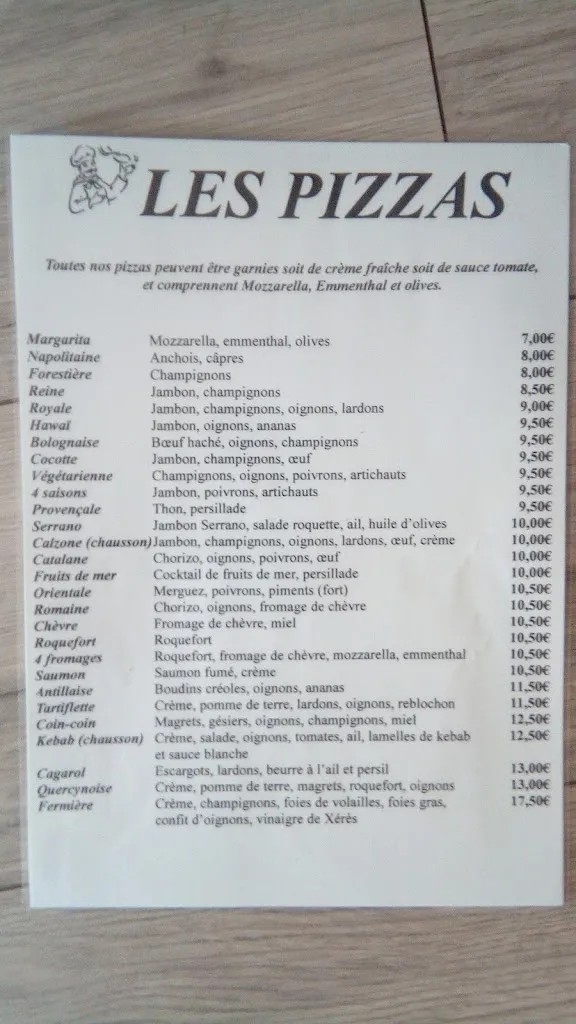 LES PIZZAS
Toutes nos pizzas peuvent être garnies soit de crème fraîche soit de sauce tomate,
et comprennent Mozzarella, Emmenthal et olives.
Margarita Mozzarella, emmenthal, olives 7,00€
Napolitaine Anchois, câpres 8,00€
Forestière Champignons 8,00€
Reine Jambon, champignons 8,50€
Royale Jambon, champignons, oignons, lardons 9,00€
Hawaï Jambon, oignons, ananas 9,50€
Bolognaise Bœuf haché, oignons, champignons 9,50€
Cocotte Jambon, champignons, œuf 9,50€
Végétarienne Champignons, oignons, poivrons, artichauts 9,50€
4 saisons Jambon, poivrons, artichauts 9,50€
Provençale Thon, persillade 9,50€
Serrano Jambon Serrano, salade roquette, ail, huile d'olives 10,00€
Calzone (chausson) Jambon, champignons, oignons, lardons, œuf, crème 10,00€
Catalane Chorizo, oignons, poivrons, œuf 10,00€
Fruits de mer Cocktail de fruits de mer, persillade 10,00€
Orientale Merguez, poivrons, piments (fort) 10,50€
Romaine Chorizo, oignons, fromage de chèvre 10,50€
Chèvre Fromage de chèvre, miel 10,50€
Roquefort Roquefort 10,50€
4 fromages Roquefort, fromage de chèvre, mozzarella, emmenthal 10,50€
Saumon Saumon fumé, crème 10,50€
Antillaise Boudins créoles, oignons, ananas 11,50€
Tartiflette Crème, pomme de terre, lardons, oignons, reblochon 11,50€
Coin-coin Magrets, gésiers, oignons, champignons, miel 12,50€
Kebab (chausson) Crème, salade, oignons, tomates, ail, lamelles de kebab 12,50€
et sauce blanche
Cagarol Escargots, lardons, beurre à l'ail et persil 13,00€
Quercynoise Crème, pomme de terre, magrets, roquefort, oignons 13,00€
Fermière Crème, champignons, foies de volailles, foies gras, 17,50€
confit d'oignons, vinaigre de Xérès